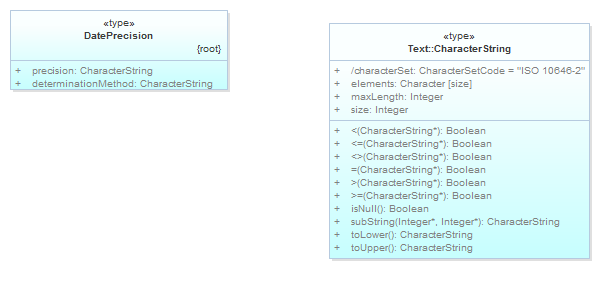 «type»
DatePrecision
{root}
+ precision: CharacterString
+ determinationMethod: CharacterString
«type»
Text::CharacterString
+ /characterSet: CharacterSetCode = "ISO 10646-2"
+ elements: Character [size]
+ maxLength: Integer
+ size: Integer
+ <(CharacterString*): Boolean
+ <=(CharacterString*): Boolean
+ <>(CharacterString*): Boolean
+ =(CharacterString*): Boolean
+ >(CharacterString*): Boolean
+ >=(CharacterString*): Boolean
+ isNull(): Boolean
+ subString(Integer*, Integer*): CharacterString
+ toLower(): CharacterString
+ toUpper(): CharacterString